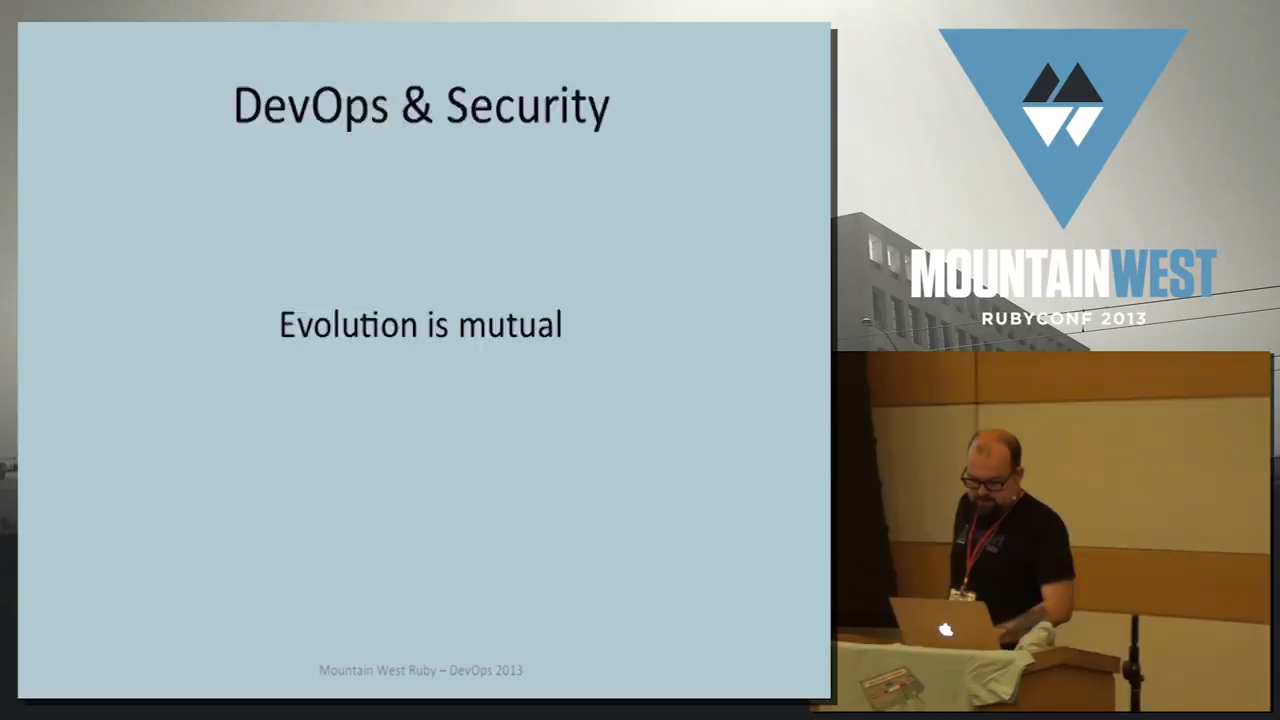 DevOps & Security
Evolution is mutual
Mountain West Ruby – DevOps 2013
MOUNTAINWEST
RUBYCONF 2013